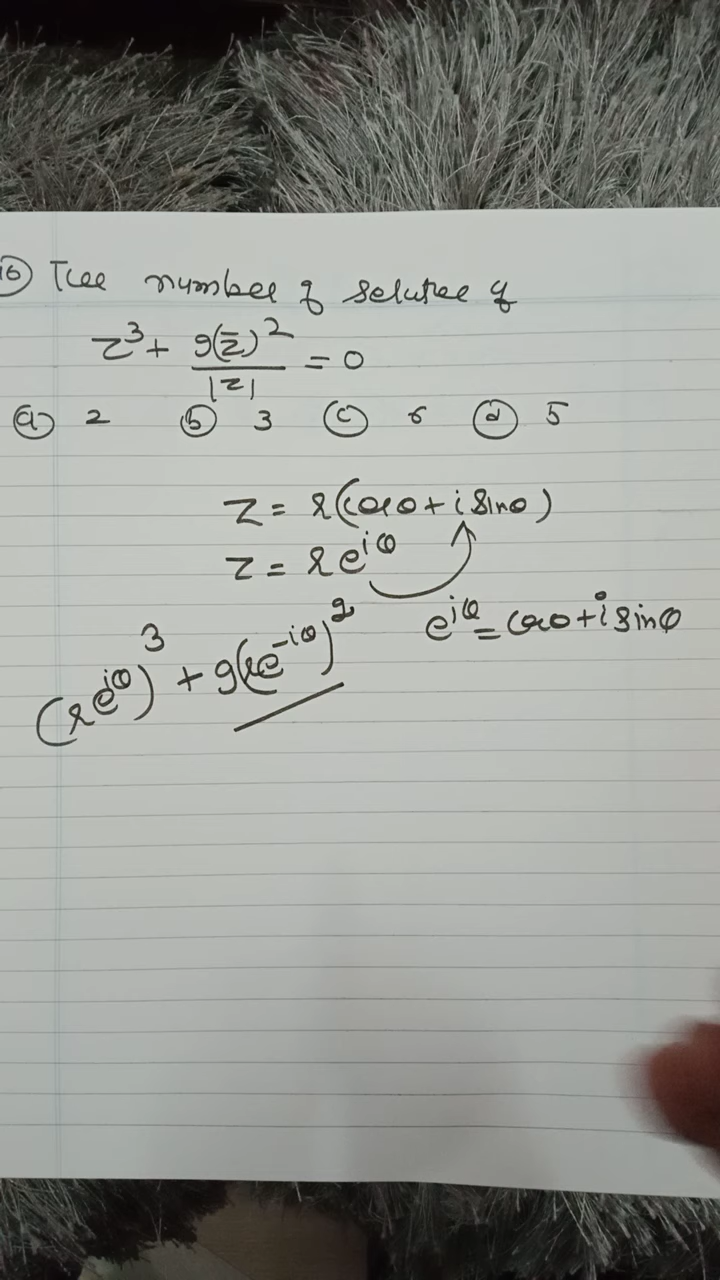 16) The number of solution of
z³ + 9(z̄)² / |z| = 0
(a) 2 (b) 3 (c) 6 (d) 5
z = r(cosθ + i sinθ)
z = re^{iθ}
e^{iθ} = cosθ + i sinθ
(re^{iθ})³ + 9(re^{-iθ})²